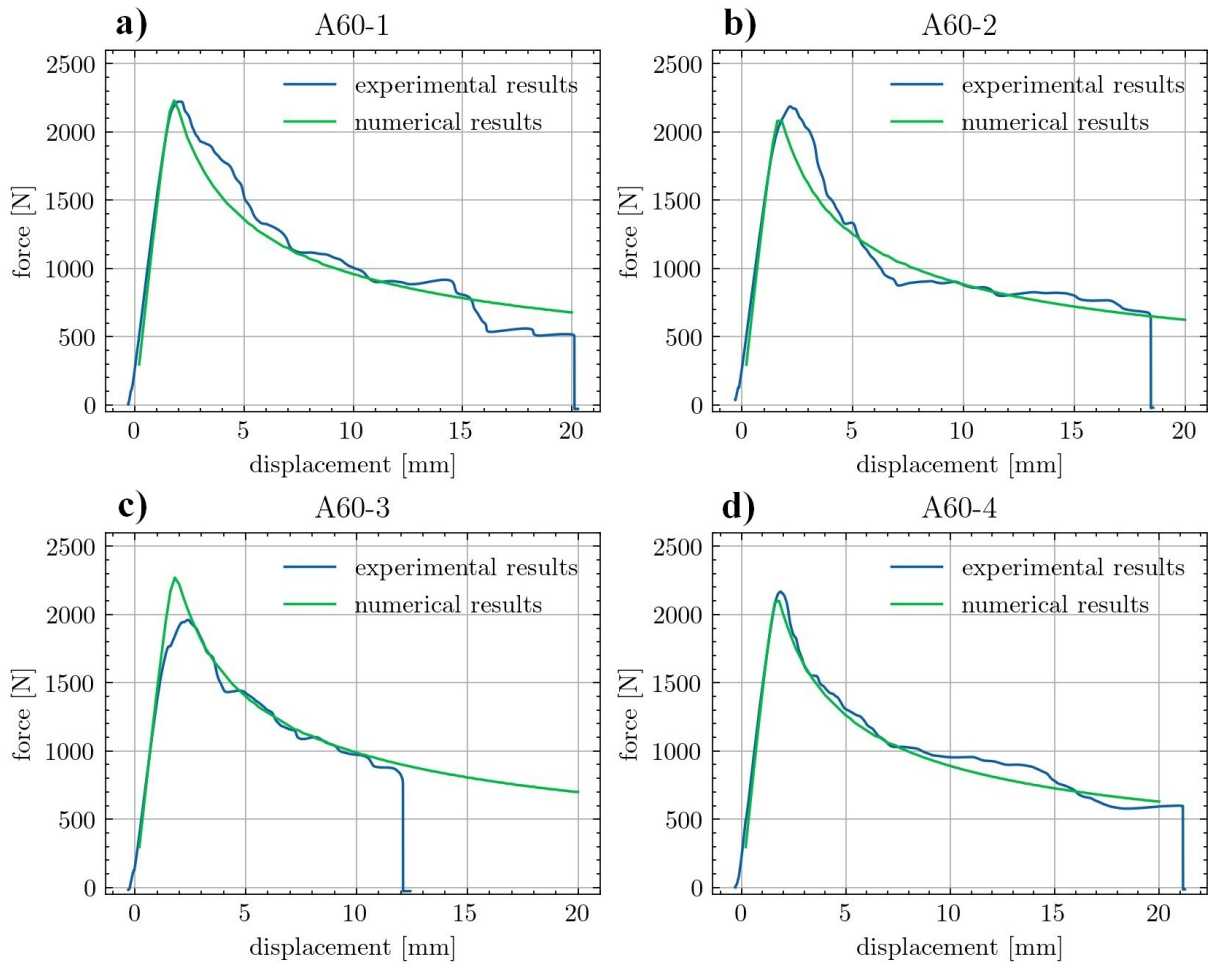 a) A60-1
2500
2000
1500
1000
500
0
force [N]
experimental results
numerical results
0 5 10 15 20
displacement [mm]
b) A60-2
2500
2000
1500
1000
500
0
force [N]
experimental results
numerical results
0 5 10 15 20
displacement [mm]
c) A60-3
2500
2000
1500
1000
500
0
force [N]
experimental results
numerical results
0 5 10 15 20
displacement [mm]
d) A60-4
2500
2000
1500
1000
500
0
force [N]
experimental results
numerical results
0 5 10 15 20
displacement [mm]